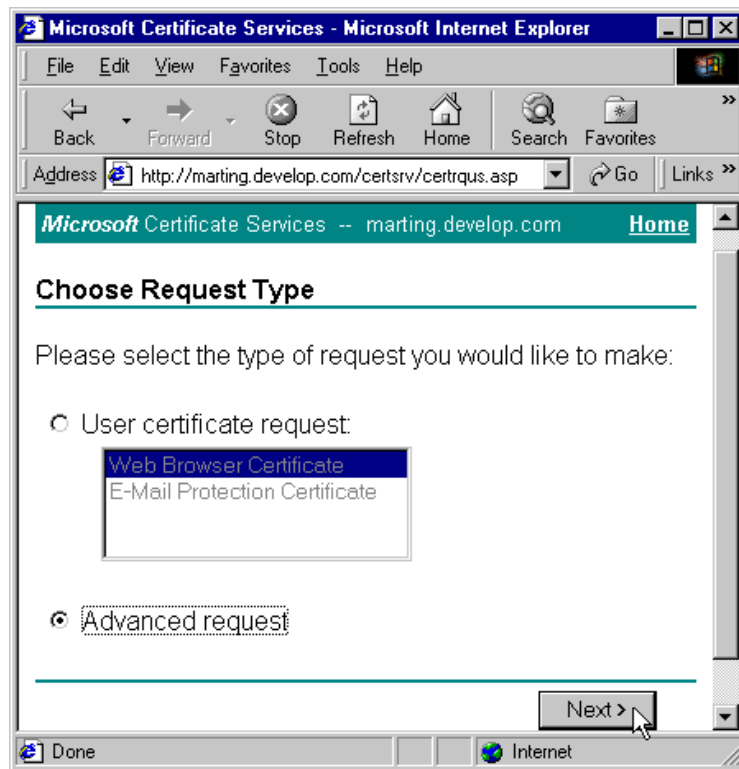 Microsoft Certificate Services - Microsoft Internet Explorer
File Edit View Favorites Tools Help
Back Forward Stop Refresh Home Search Favorites »
Address http://marting.develop.com/certsrv/certrqus.asp Go Links »
Microsoft Certificate Services -- marting.develop.com Home
Choose Request Type
Please select the type of request you would like to make:
User certificate request:
Web Browser Certificate
E-Mail Protection Certificate
Advanced request
Next >
Done Internet